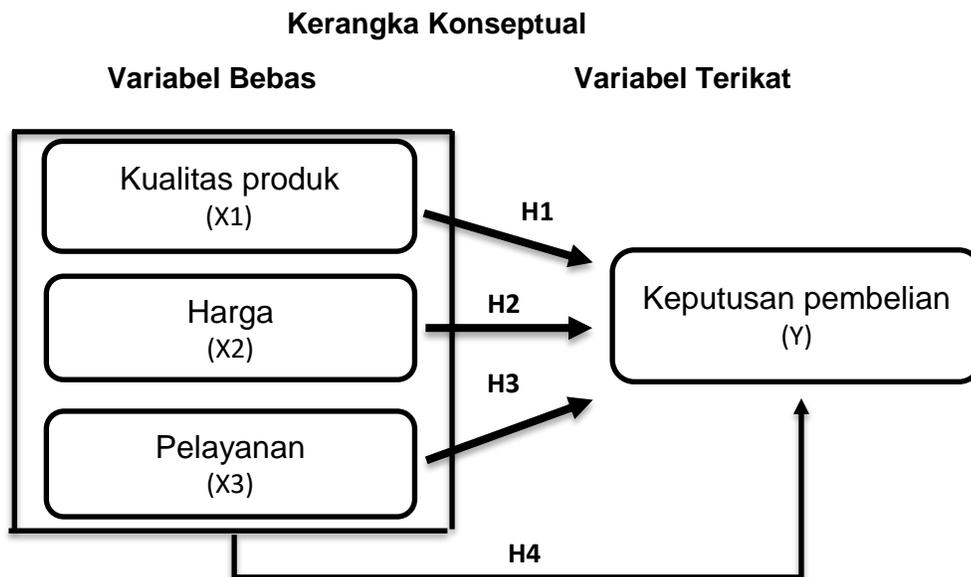 Kerangka Konseptual
Variabel Bebas
Variabel Terikat
Kualitas produk
(X1)
H1
Harga
(X2)
H2
Keputusan pembelian
(Y)
H3
Pelayanan
(X3)
H4